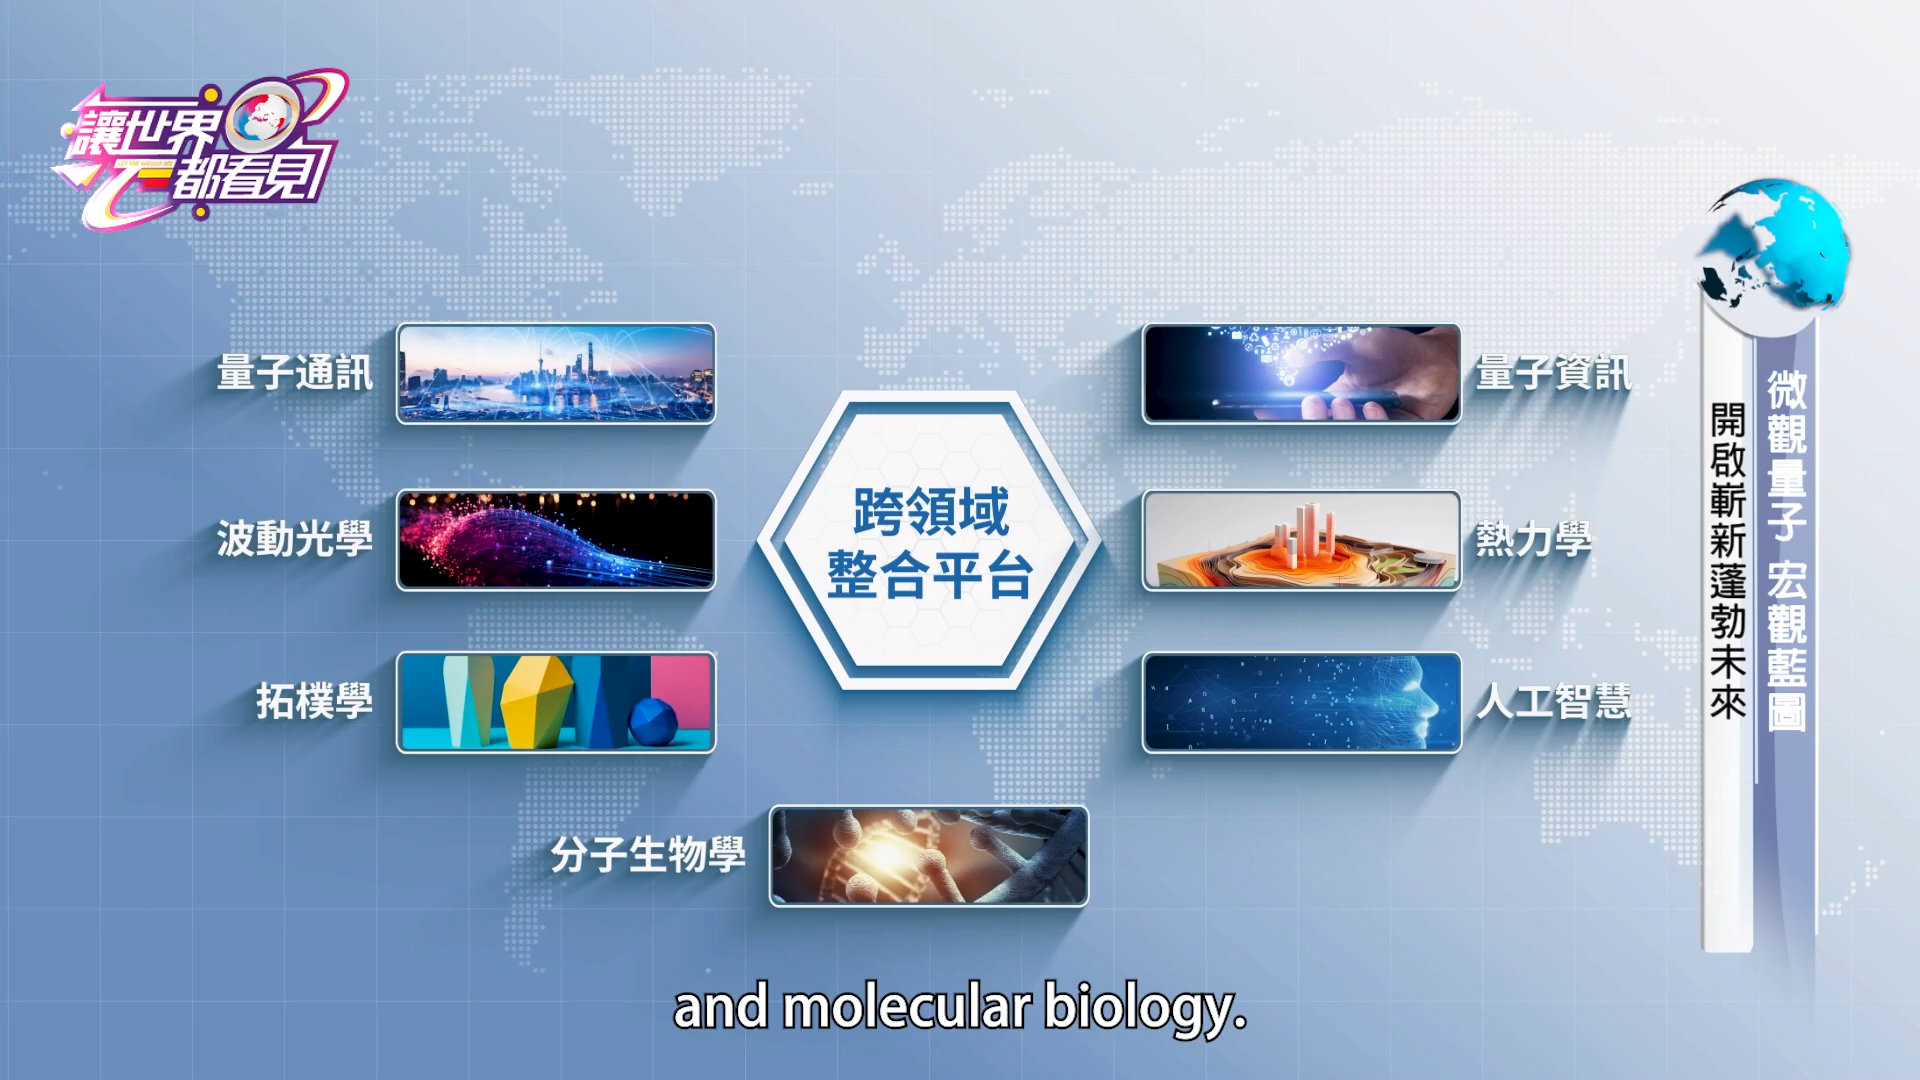 讓世界
都看見
量子通訊
量子資訊
波動光學
熱力學
拓樸學
人工智慧
分子生物學
跨領域
整合平台
微觀量子 宏觀藍圖
開啟嶄新蓬勃未來
and molecular biology.